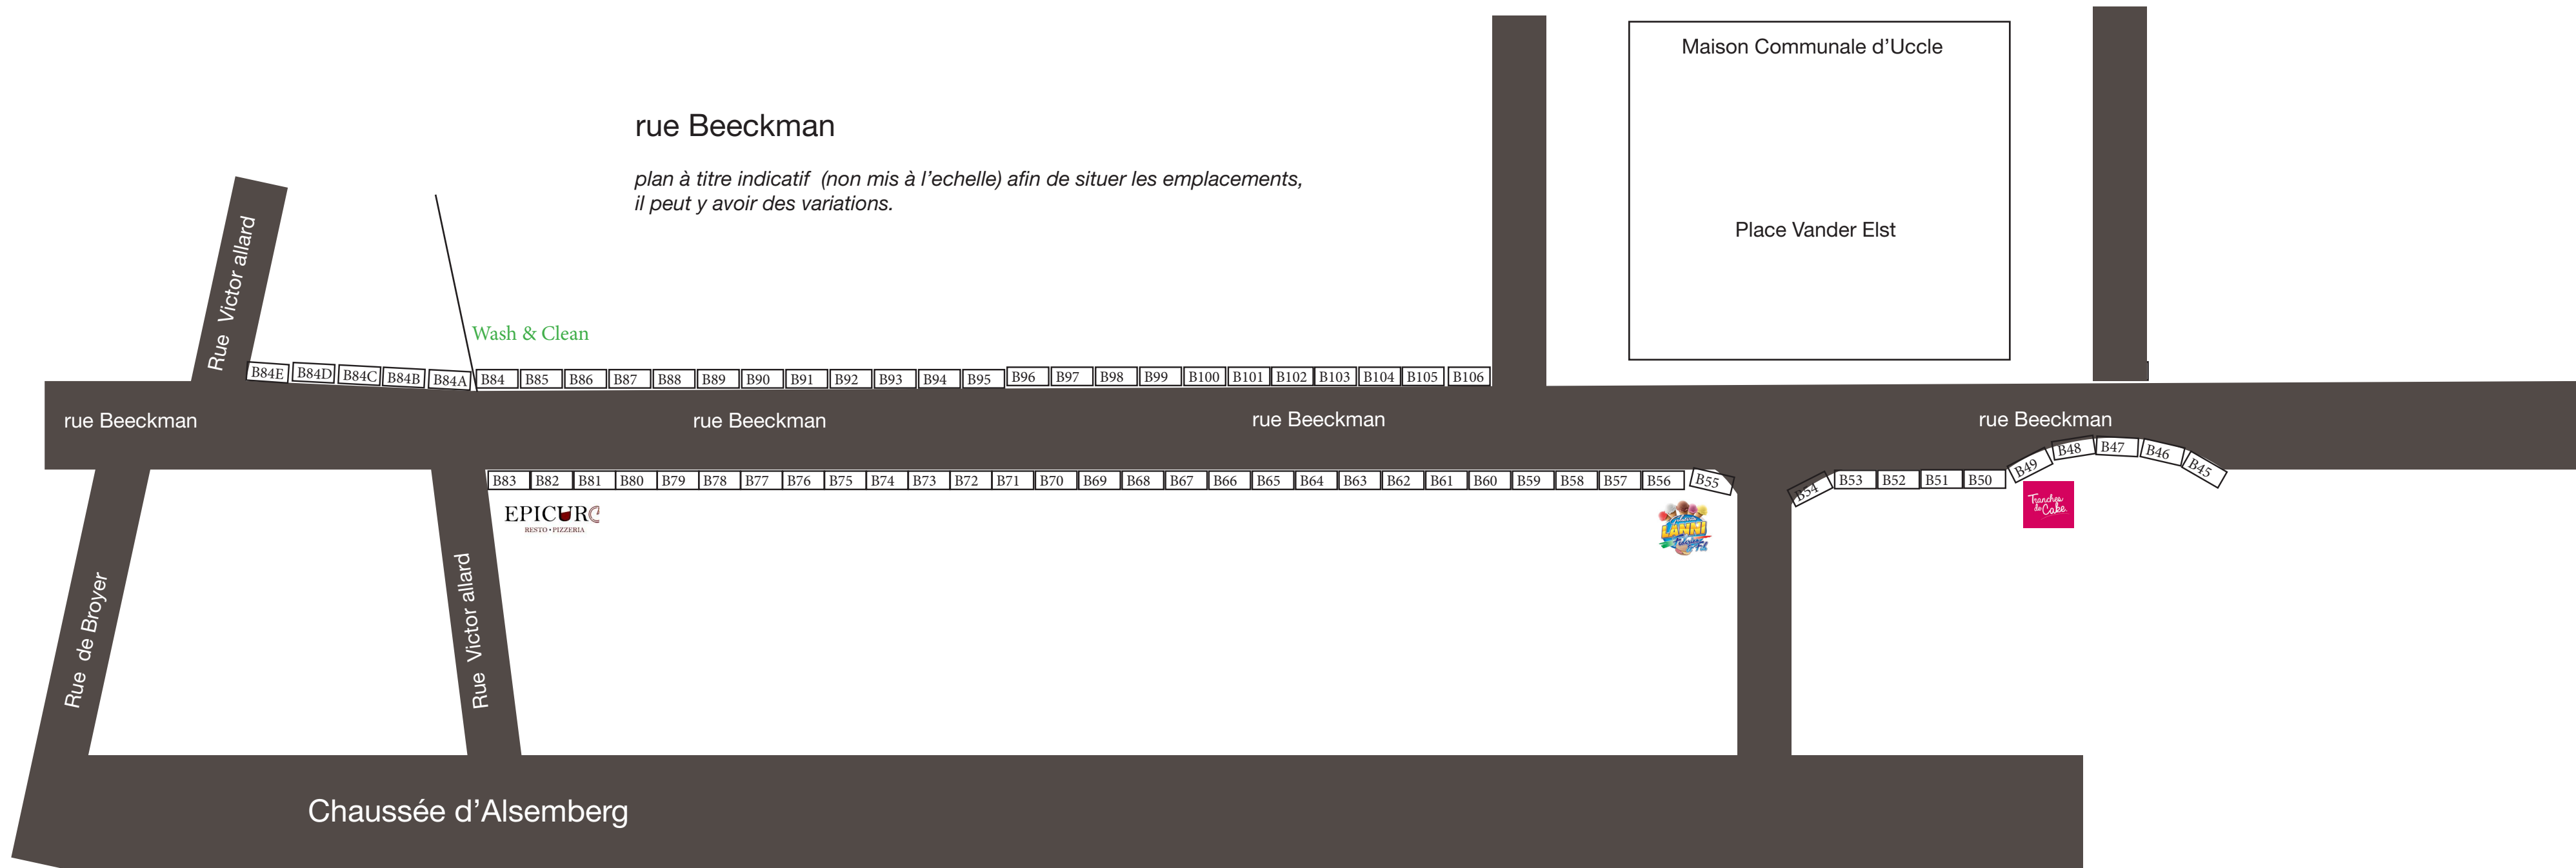 Maison Communale d’Uccle
rue Beeckman
plan à titre indicatif  (non mis à l’echelle) afin de situer les emplacements,
il peut y avoir des variations.
Place Vander Elst
Rue  Victor allard
Wash & Clean
B84E B84D B84C B84B B84A B84 B85 B86 B87 B88 B89 B90 B91 B92 B93 B94 B95 B96 B97 B98 B99 B100 B101 B102 B103 B104 B105 B106
rue Beeckman
rue Beeckman
rue Beeckman
rue Beeckman
B83 B82 B81 B80 B79 B78 B77 B76 B75 B74 B73 B72 B71 B70 B69 B68 B67 B66 B65 B64 B63 B62 B61 B60 B59 B58 B57 B56 B55 B54 B53 B52 B51 B50 B49 B48 B47 B46 B45
EPICURE
RESTO • PIZZERIA
LANNI
Tranches
de Cake
Rue  de Broyer
Rue  Victor allard
Chaussée d’Alsemberg